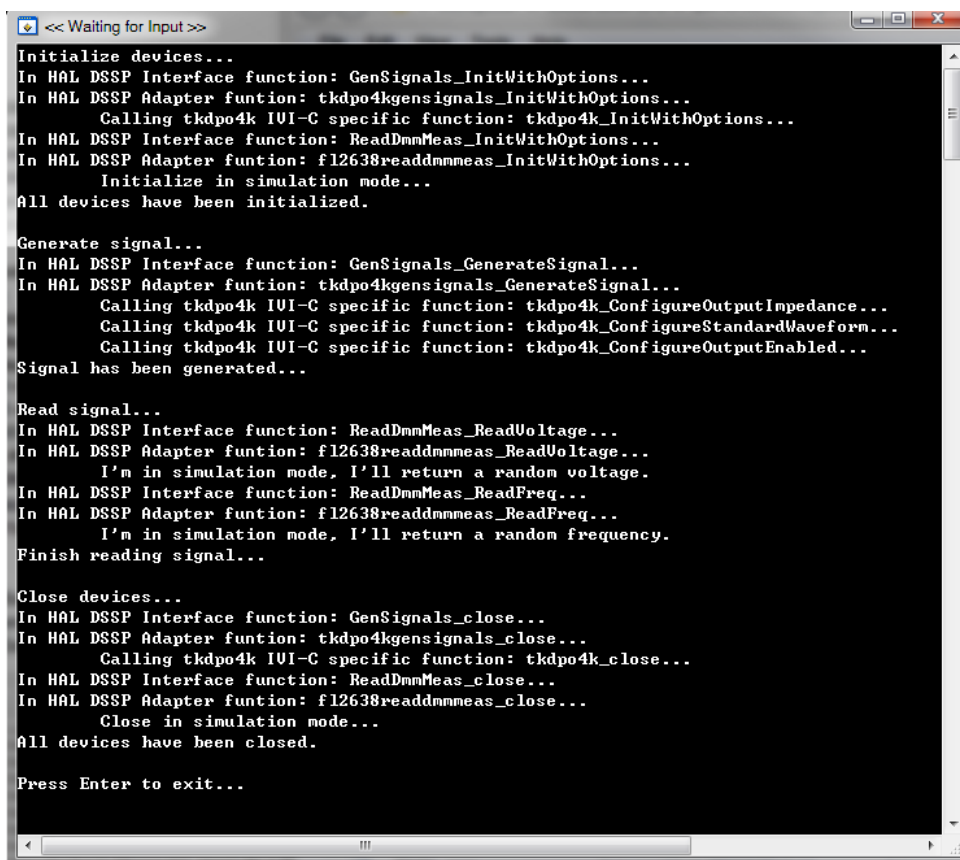 << Waiting for Input >>
Initialize devices...
In HAL DSSP Interface function: GenSignals_InitWithOptions...
In HAL DSSP Adapter funtion: tkdpo4kgensignals_InitWithOptions...
Calling tkdpo4k IVI-C specific function: tkdpo4k_InitWithOptions...
In HAL DSSP Interface function: ReadDmmMeas_InitWithOptions...
In HAL DSSP Adapter funtion: fl2638readdmmmeas_InitWithOptions...
Initialize in simulation mode...
All devices have been initialized.
Generate signal...
In HAL DSSP Interface function: GenSignals_GenerateSignal...
In HAL DSSP Adapter funtion: tkdpo4kgensignals_GenerateSignal...
Calling tkdpo4k IVI-C specific function: tkdpo4k_ConfigureOutputImpedance...
Calling tkdpo4k IVI-C specific function: tkdpo4k_ConfigureStandardWaveform...
Calling tkdpo4k IVI-C specific function: tkdpo4k_ConfigureOutputEnabled...
Signal has been generated...
Read signal...
In HAL DSSP Interface function: ReadDmmMeas_ReadVoltage...
In HAL DSSP Adapter funtion: fl2638readdmmmeas_ReadVoltage...
I'm in simulation mode, I'll return a random voltage.
In HAL DSSP Interface function: ReadDmmMeas_ReadFreq...
In HAL DSSP Adapter funtion: fl2638readdmmmeas_ReadFreq...
I'm in simulation mode, I'll return a random frequency.
Finish reading signal...
Close devices...
In HAL DSSP Interface function: GenSignals_close...
In HAL DSSP Adapter funtion: tkdpo4kgensignals_close...
Calling tkdpo4k IVI-C specific function: tkdpo4k_close...
In HAL DSSP Interface function: ReadDmmMeas_close...
In HAL DSSP Adapter funtion: fl2638readdmmmeas_close...
Close in simulation mode...
All devices have been closed.
Press Enter to exit...